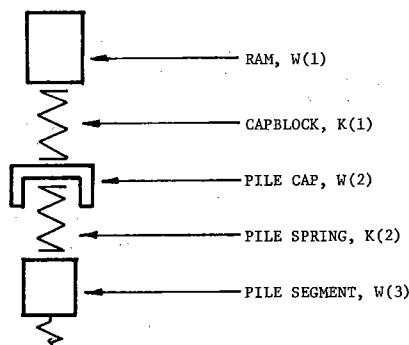 RAM, W(1)
CAPBLOCK, K(1)
PILE CAP, W(2)
PILE SPRING, K(2)
PILE SEGMENT, W(3)